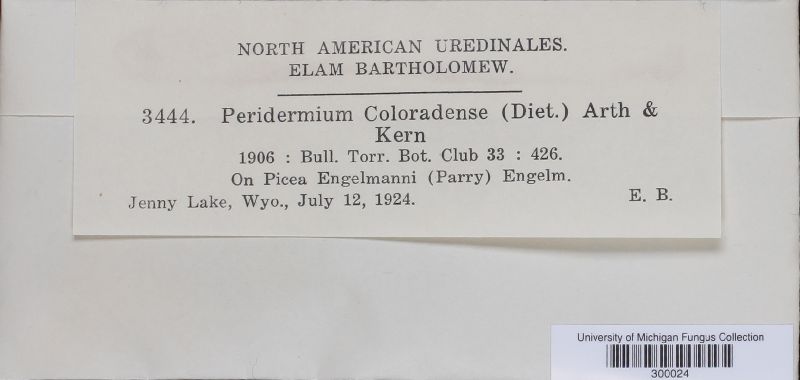 NORTH AMERICAN UREDINALES.
ELAM BARTHOLOMEW.
3444. Peridermium Coloradense (Diet.) Arth &
Kern
1906 : Bull. Torr. Bot. Club 33 : 426.
On Picea Engelmanni (Parry) Engelm.
Jenny Lake, Wyo., July 12, 1924. E. B.
University of Michigan Fungus Collection
300024